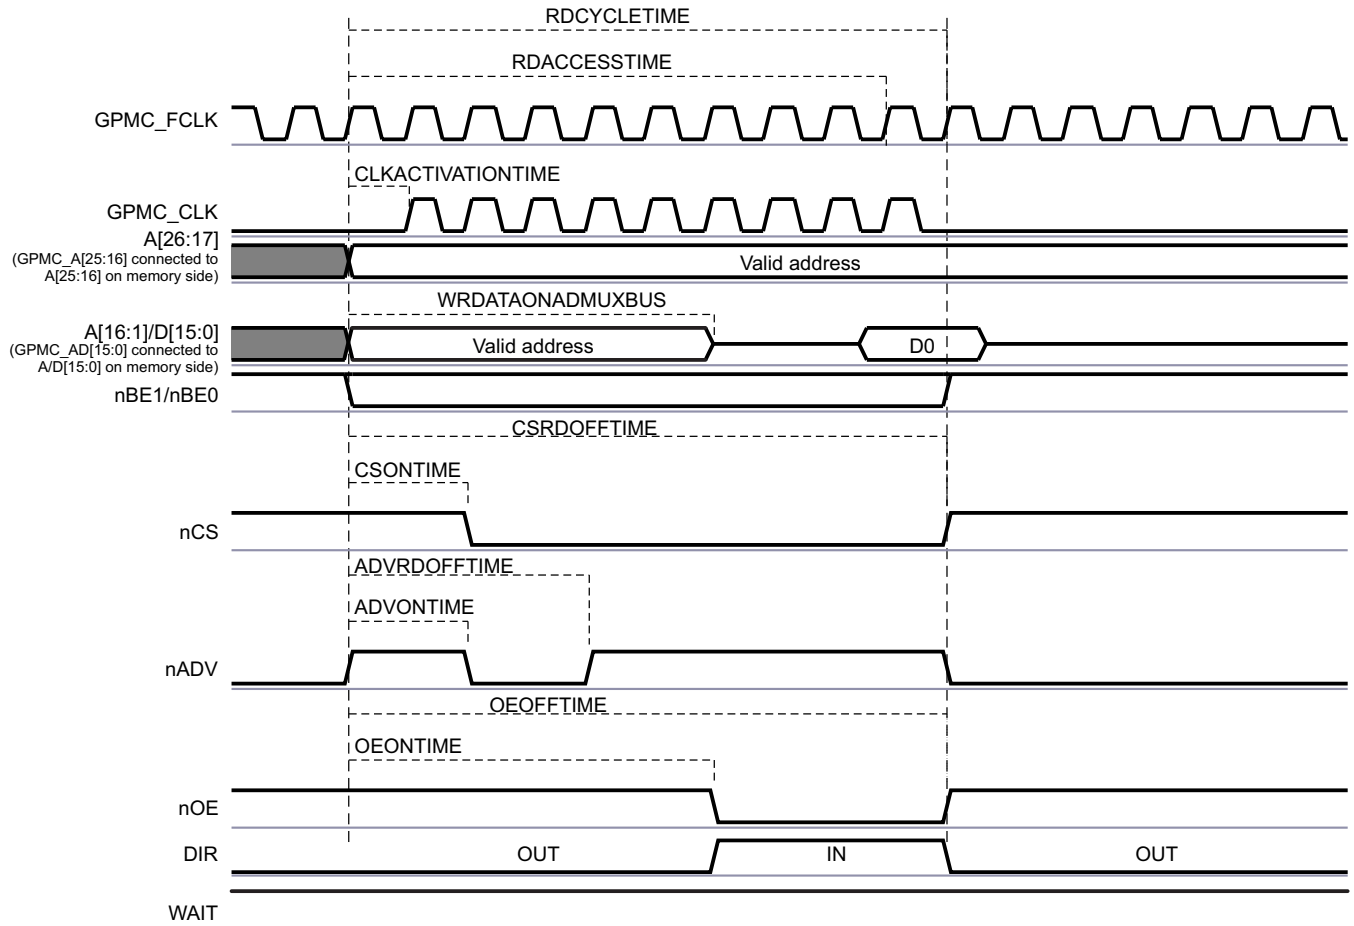 RDCYCLETIME
RDACCESSTIME
GPMC_FCLK
CLKACTIVATIONTIME
GPMC_CLK
A[26:17]
(GPMC_A[25:16] connected to
A[25:16] on memory side)
Valid address
WRDATAONADMUXBUS
A[16:1]/D[15:0]
(GPMC_AD[15:0] connected to
A/D[15:0] on memory side)
Valid address
D0
nBE1/nBE0
CSRDOFFTIME
CSONTIME
nCS
ADVRDOFFTIME
ADVONTIME
nADV
OEOFFTIME
OEONTIME
nOE
DIR
OUT
IN
OUT
WAIT